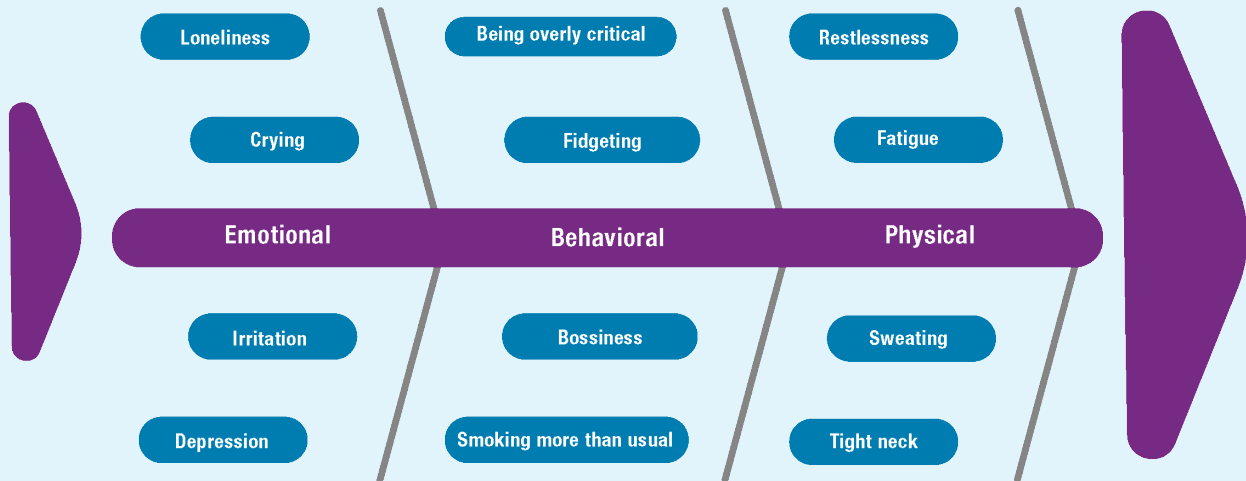 Loneliness
Being overly critical
Restlessness
Crying
Fidgeting
Fatigue
Emotional
Behavioral
Physical
Irritation
Bossiness
Sweating
Depression
Smoking more than usual
Tight neck